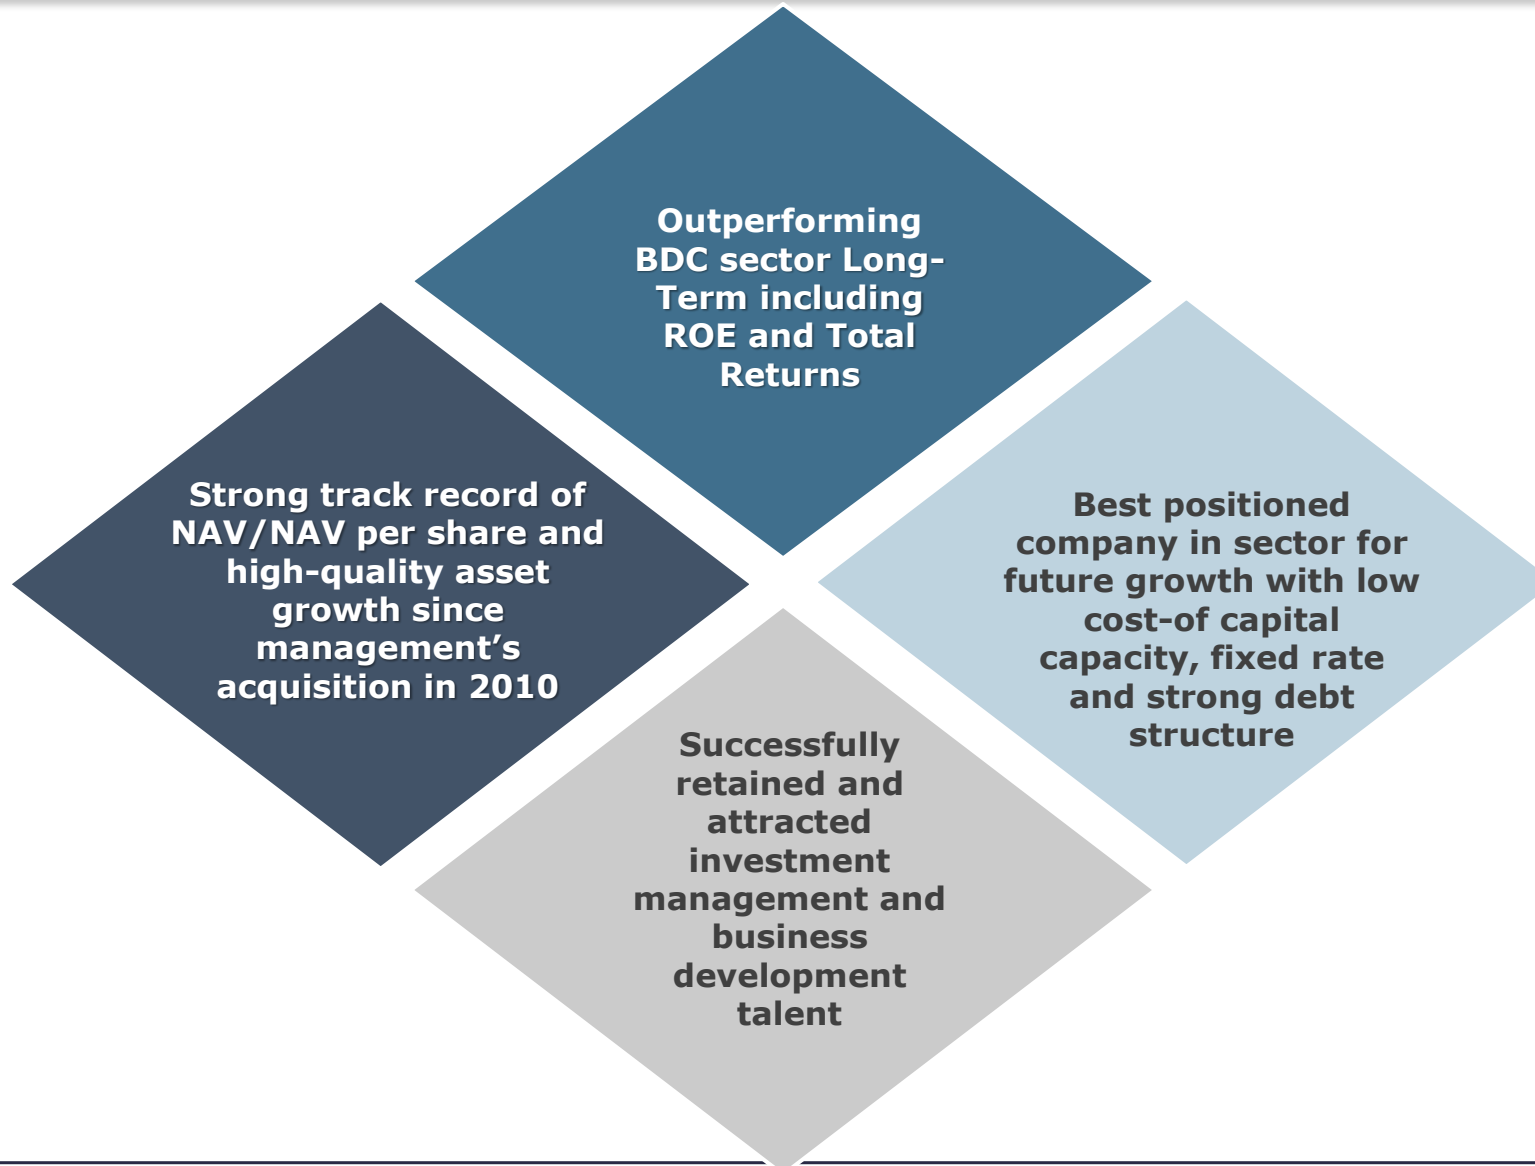 Outperforming
BDC sector Long-
Term including
ROE and Total
Returns
Strong track record of
NAV/NAV per share and
high-quality asset
growth since
management’s
acquisition in 2010
Best positioned
company in sector for
future growth with low
cost-of capital
capacity, fixed rate
and strong debt
structure
Successfully
retained and
attracted
investment
management and
business
development
talent